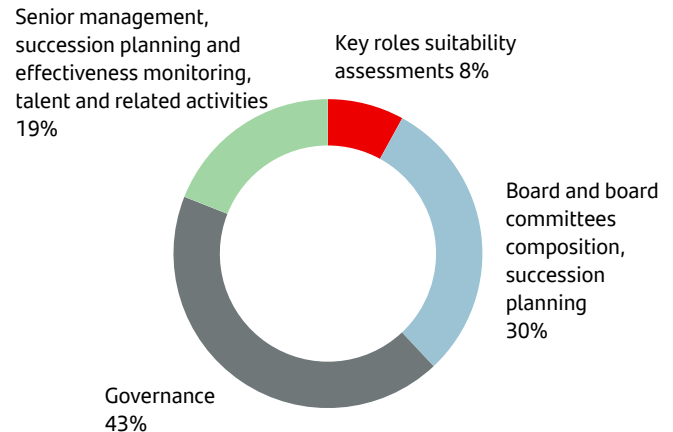 Senior management,
succession planning and
effectiveness monitoring,
talent and related activities
19%
Key roles suitability
assessments 8%
Board and board
committees
composition,
succession
planning
30%
Governance
43%